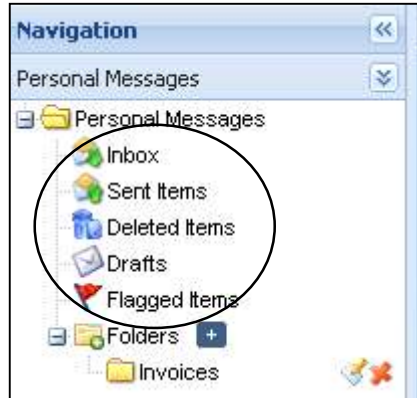 Navigation
Personal Messages
Personal Messages
Inbox
Sent Items
Deleted Items
Drafts
Flagged Items
Folders
Invoices